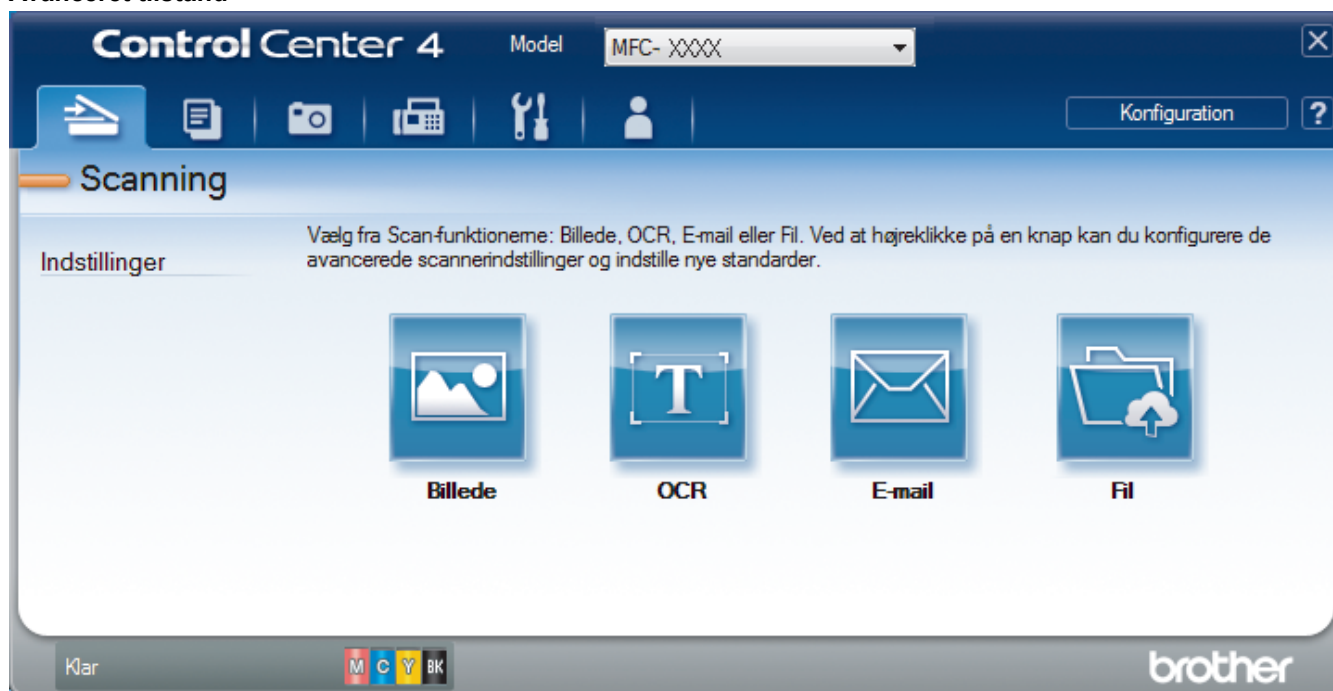 Control Center 4 Model MFC- XXXX
Konfiguration ?
Scanning
Indstillinger
Vælg fra Scan-funktionerne: Billede, OCR, E-mail eller Fil. Ved at højreklikke på en knap kan du konfigurere de
avancerede scannerindstillinger og indstille nye standarder.
T
Billede OCR E-mail Fil
Klar M C Y BK brother